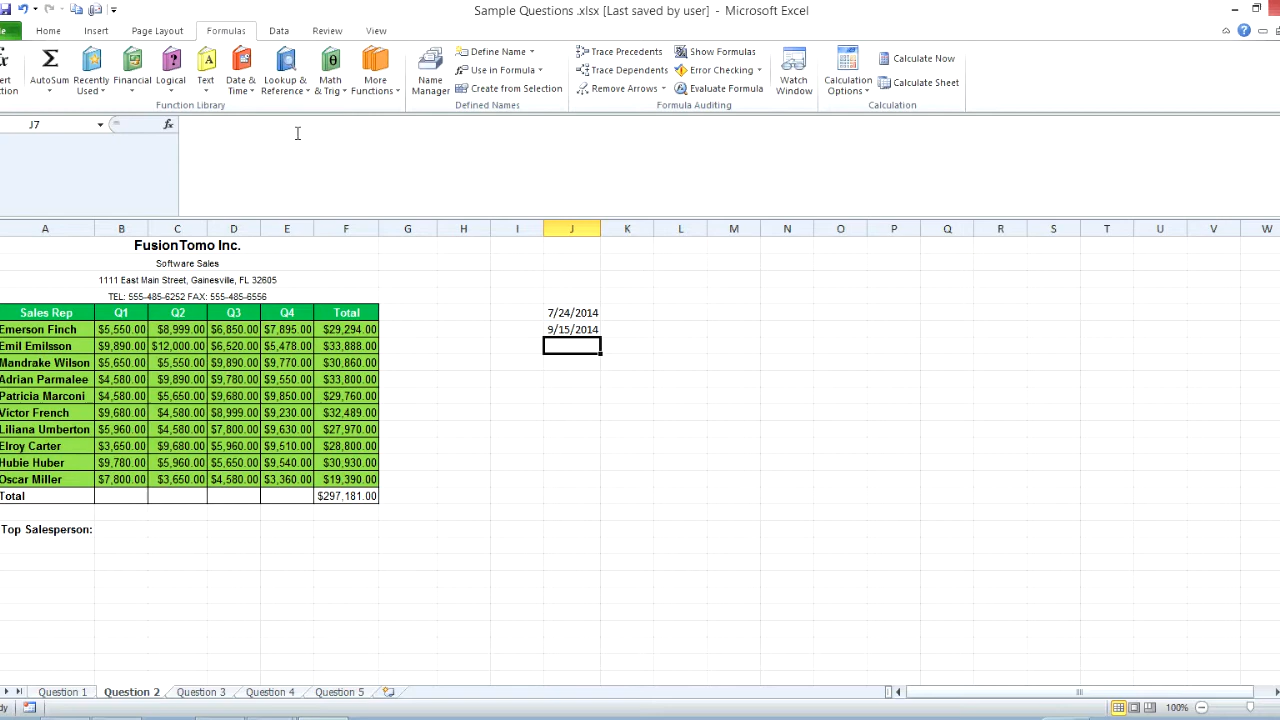 Sample Questions .xlsx [Last saved by user] - Microsoft Excel
Home Insert Page Layout Formulas Data Review View
AutoSum Recently Used Financial Logical Text Date & Time Lookup & Reference Math & Trig More Functions
Function Library
Name Manager Define Name Use in Formula Create from Selection
Defined Names
Trace Precedents Trace Dependents Remove Arrows Show Formulas Error Checking Evaluate Formula
Formula Auditing
Watch Window
Calculation Options Calculate Now Calculate Sheet
Calculation
J7 fx
A B C D E F G H I J K L M N O P Q R S T U V W
FusionTomo Inc.
Software Sales
1111 East Main Street, Gainesville, FL 32605
TEL: 555-485-6252 FAX: 555-485-6556
Sales Rep Q1 Q2 Q3 Q4 Total 7/24/2014
Emerson Finch $5,550.00 $8,999.00 $6,850.00 $7,895.00 $29,294.00 9/15/2014
Emil Emilsson $9,890.00 $12,000.00 $6,520.00 $5,478.00 $33,888.00
Mandrake Wilson $5,650.00 $5,550.00 $9,890.00 $9,770.00 $30,860.00
Adrian Parmalee $4,580.00 $9,890.00 $9,780.00 $9,550.00 $33,800.00
Patricia Marconi $4,580.00 $5,650.00 $9,680.00 $9,850.00 $29,760.00
Victor French $9,680.00 $4,580.00 $8,999.00 $9,230.00 $32,489.00
Liliana Umberton $5,960.00 $4,580.00 $7,800.00 $9,630.00 $27,970.00
Elroy Carter $3,650.00 $9,680.00 $5,960.00 $9,510.00 $28,800.00
Hubie Huber $9,780.00 $5,960.00 $5,650.00 $9,540.00 $30,930.00
Oscar Miller $7,800.00 $3,650.00 $4,580.00 $3,360.00 $19,390.00
Total $297,181.00
Top Salesperson:
Question 1 Question 2 Question 3 Question 4 Question 5
100%